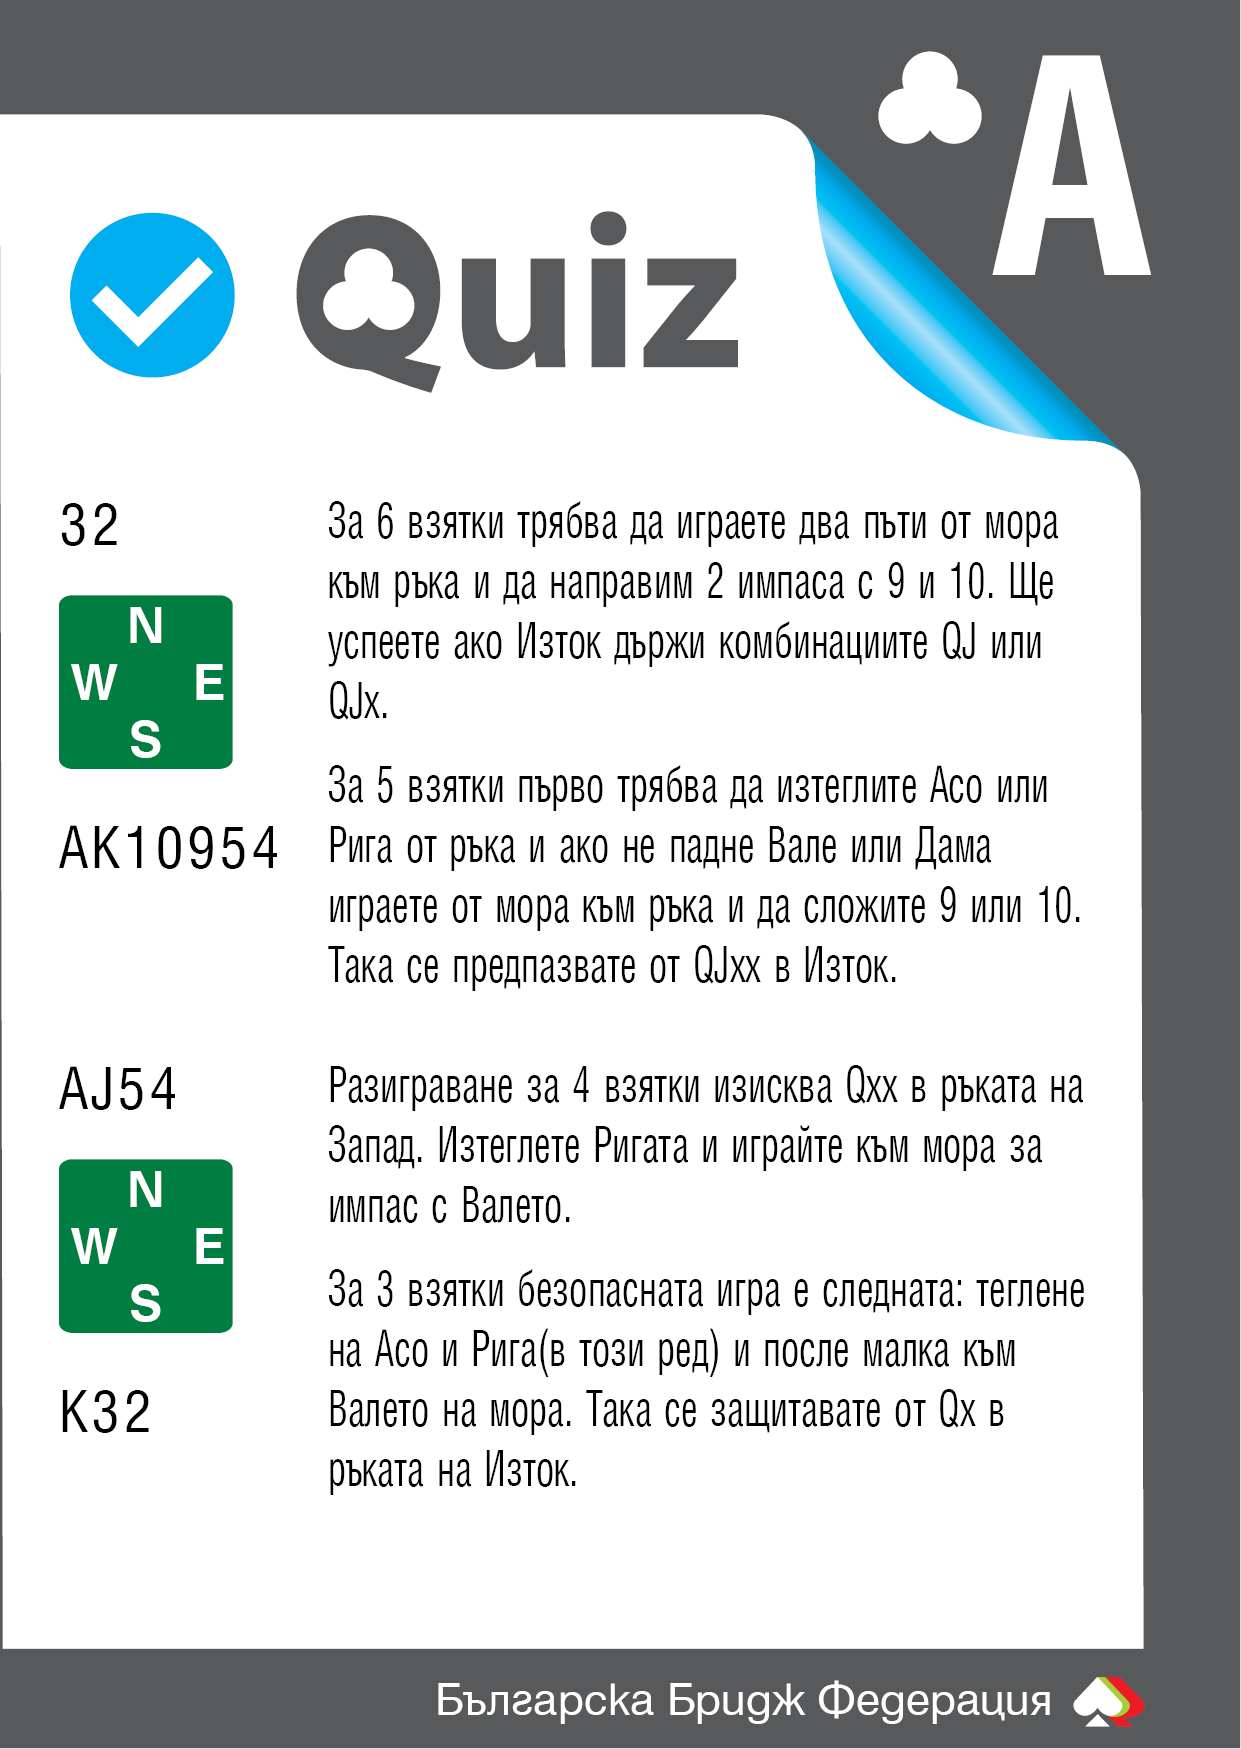 A
Quiz
32
N
W E
S
AK10954
За 6 взятки трябва да играете два пъти от мора
към ръка и да направим 2 импаса с 9 и 10. Ще
успеете ако Изток държи комбинациите QJ или
QJx.
За 5 взятки първо трябва да изтеглите Асо или
Рига от ръка и ако не падне Вале или Дама
играете от мора към ръка и да сложите 9 или 10.
Така се предпазвате от QJxx в Изток.
AJ54
N
W E
S
K32
Разиграване за 4 взятки изисква Qxx в ръката на
Запад. Изтеглете Ригата и играйте към мора за
импас с Валето.
За 3 взятки безопасната игра е следната: теглене
на Асо и Рига(в този ред) и после малка към
Валето на мора. Така се защитавате от Qx в
ръката на Изток.
Българска Бридж Федерация